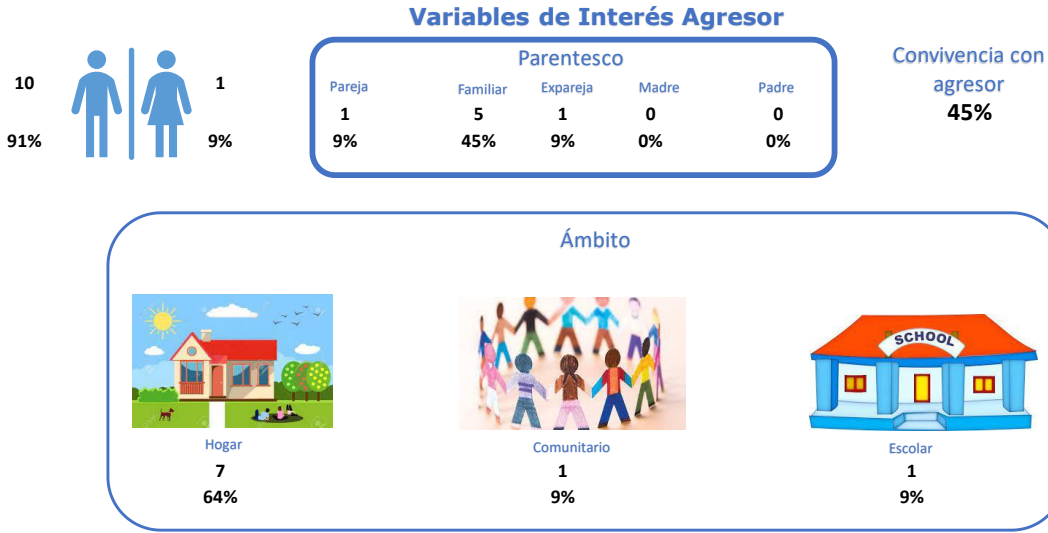 Variables de Interés Agresor
10
91%
1
9%
Parentesco
Pareja Familiar Expareja Madre Padre
1 5 1 0 0
9% 45% 9% 0% 0%
Convivencia con
agresor
45%
Ámbito
SCHOOL
Hogar Comunitario Escolar
7 1 1
64% 9% 9%